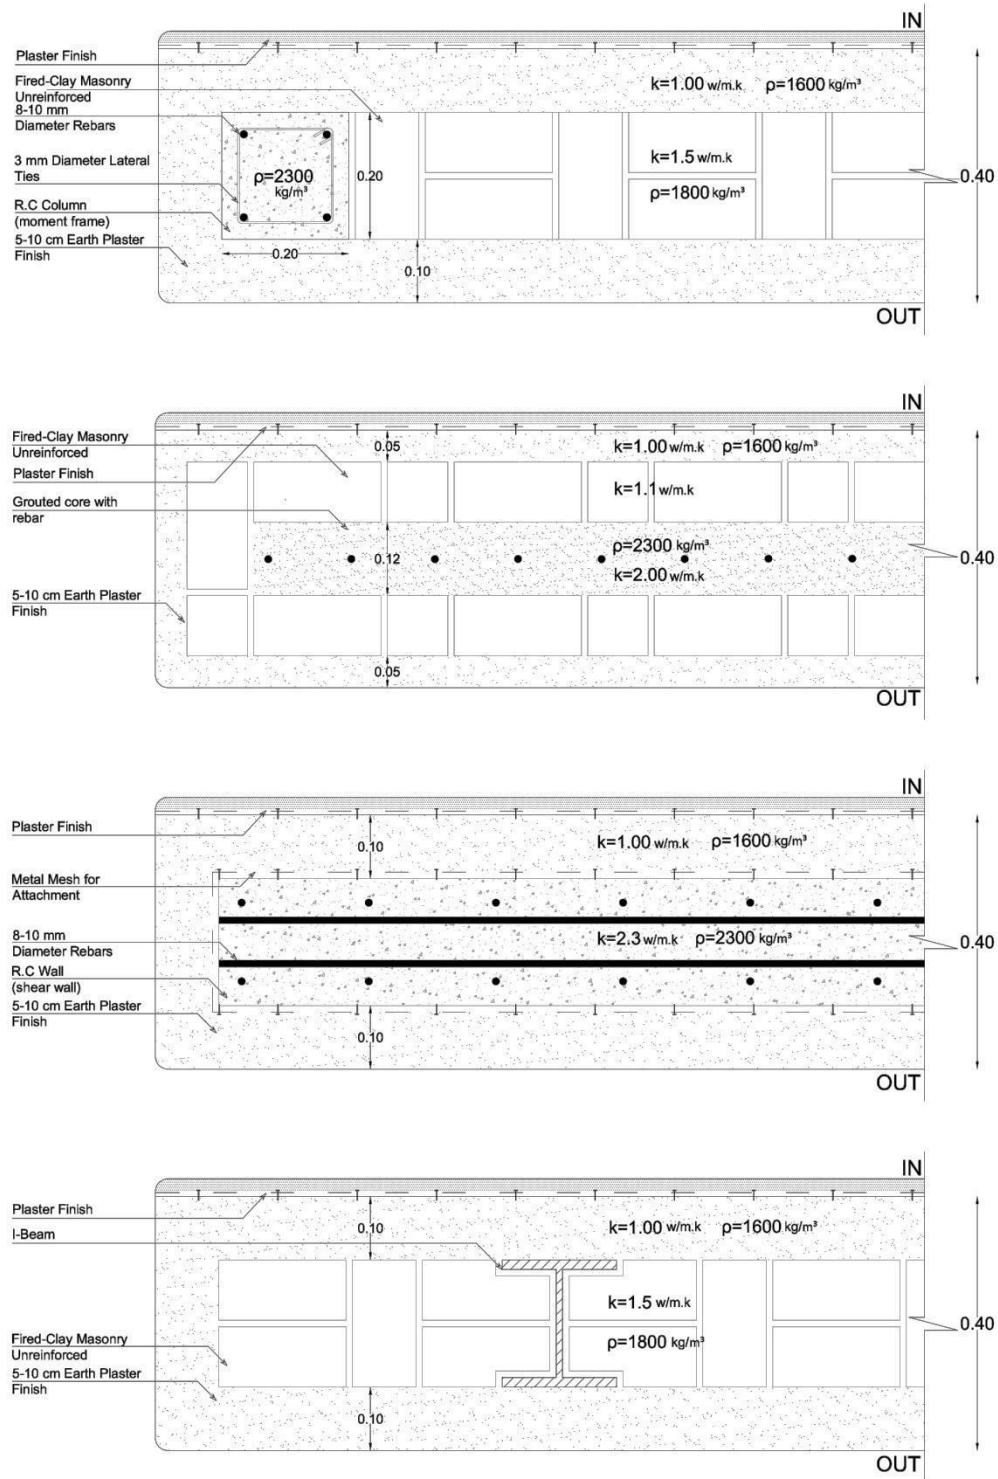 IN
Plaster Finish
Fired-Clay Masonry
Unreinforced
8-10 mm
Diameter Rebars
3 mm Diameter Lateral
Ties
R.C Column
(moment frame)
5-10 cm Earth Plaster
Finish
k=1.00 w/m.k ρ=1600 kg/m³
ρ=2300
kg/m³
0.20
k=1.5 w/m.k
ρ=1800 kg/m³
0.40
0.20
0.10
OUT
IN
Fired-Clay Masonry
Unreinforced
Plaster Finish
Grouted core with
rebar
5-10 cm Earth Plaster
Finish
0.05
k=1.00 w/m.k ρ=1600 kg/m³
k=1.1 w/m.k
0.12
ρ=2300 kg/m³
k=2.00 w/m.k
0.40
0.05
OUT
IN
Plaster Finish
Metal Mesh for
Attachment
8-10 mm
Diameter Rebars
R.C Wall
(shear wall)
5-10 cm Earth Plaster
Finish
0.10
k=1.00 w/m.k ρ=1600 kg/m³
k=2.3 w/m.k ρ=2300 kg/m³
0.40
0.10
OUT
IN
Plaster Finish
I-Beam
Fired-Clay Masonry
Unreinforced
5-10 cm Earth Plaster
Finish
0.10
k=1.00 w/m.k ρ=1600 kg/m³
k=1.5 w/m.k
ρ=1800 kg/m³
0.40
0.10
OUT